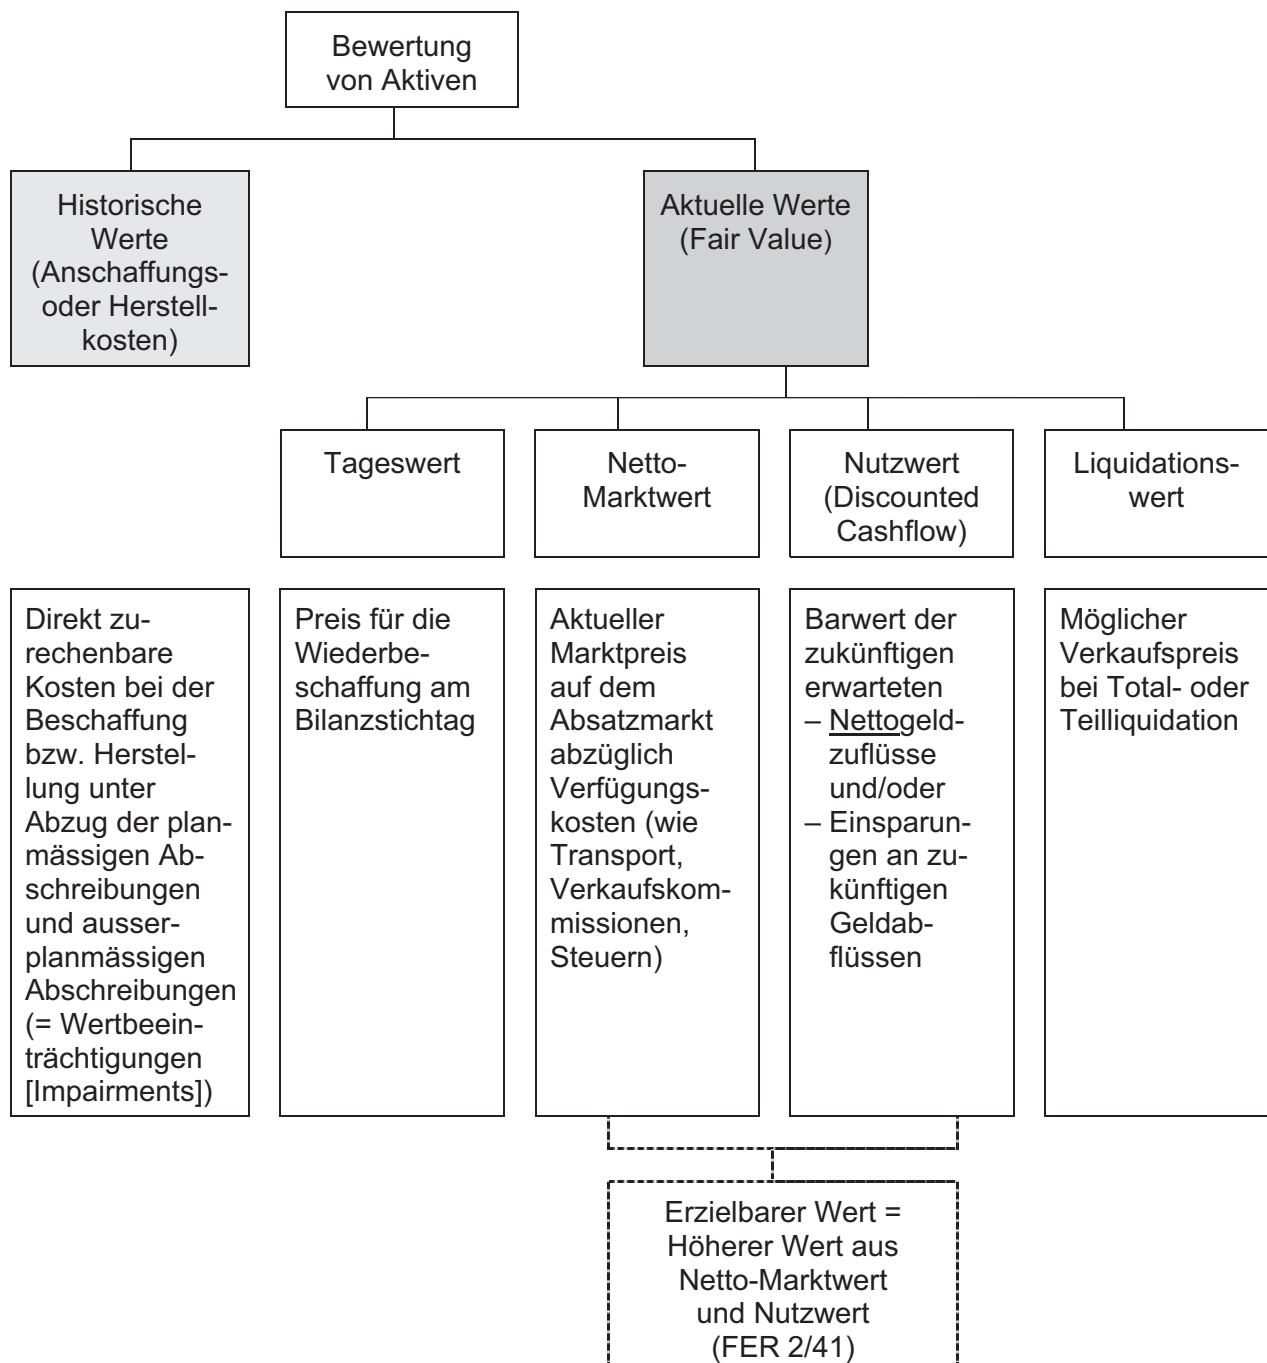 Bewertung
von Aktiven
Historische
Werte
(Anschaffungs-
oder Herstell-
kosten)
Aktuelle Werte
(Fair Value)
Tageswert
Netto-
Marktwert
Nutzwert
(Discounted
Cashflow)
Liquidations-
wert
Direkt zu-
rechenbare
Kosten bei der
Beschaffung
bzw. Herstel-
lung unter
Abzug der plan-
mässigen Ab-
schreibungen
und ausser-
planmässigen
Abschreibungen
(= Wertbeein-
trächtigungen
[Impairments])
Preis für die
Wiederbe-
schaffung am
Bilanzstichtag
Aktueller
Marktpreis
auf dem
Absatzmarkt
abzüglich
Verfügungs-
kosten (wie
Transport,
Verkaufskom-
missionen,
Steuern)
Barwert der
zukünftigen
erwarteten
– Nettogeld-
zuflüsse
und/oder
– Einsparun-
gen an zu-
künftigen
Geldab-
flüssen
Möglicher
Verkaufspreis
bei Total- oder
Teilliquidation
Erzielbarer Wert =
Höherer Wert aus
Netto-Marktwert
und Nutzwert
(FER 2/41)